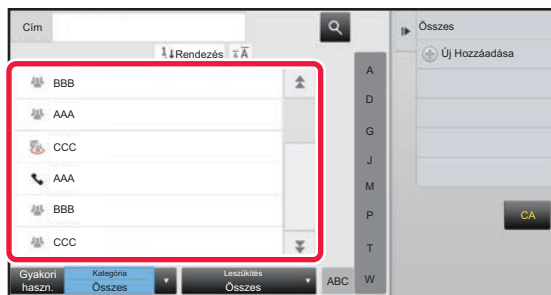 Cím
Összes
Rendezés
Új Hozzáadása
BBB
AAA
CCC
AAA
BBB
CCC
A
D
G
J
M
P
T
W
CA
Gyakori
haszn.
Kategória
Összes
Leszűkítés
Összes
ABC